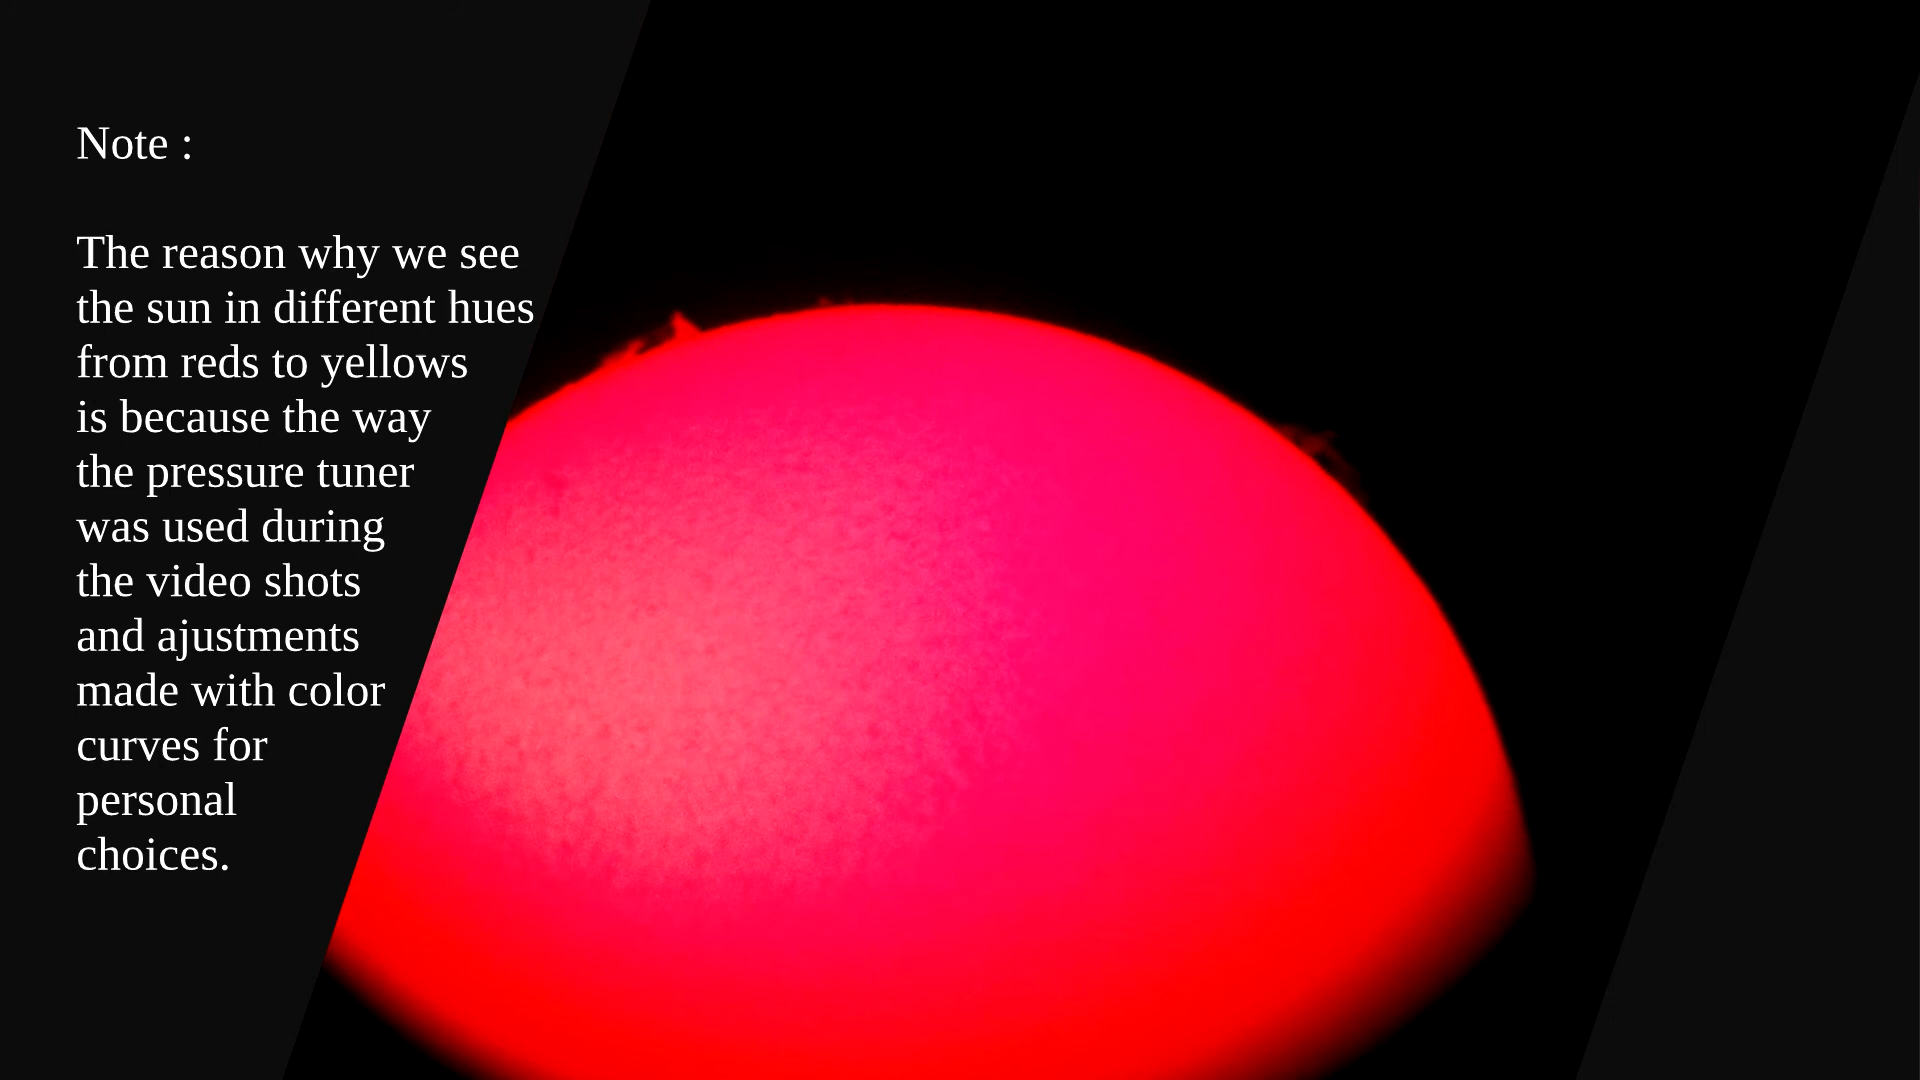 Note :
The reason why we see
the sun in different hues
from reds to yellows
is because the way
the pressure tuner
was used during
the video shots
and ajustments
made with color
curves for
personal
choices.